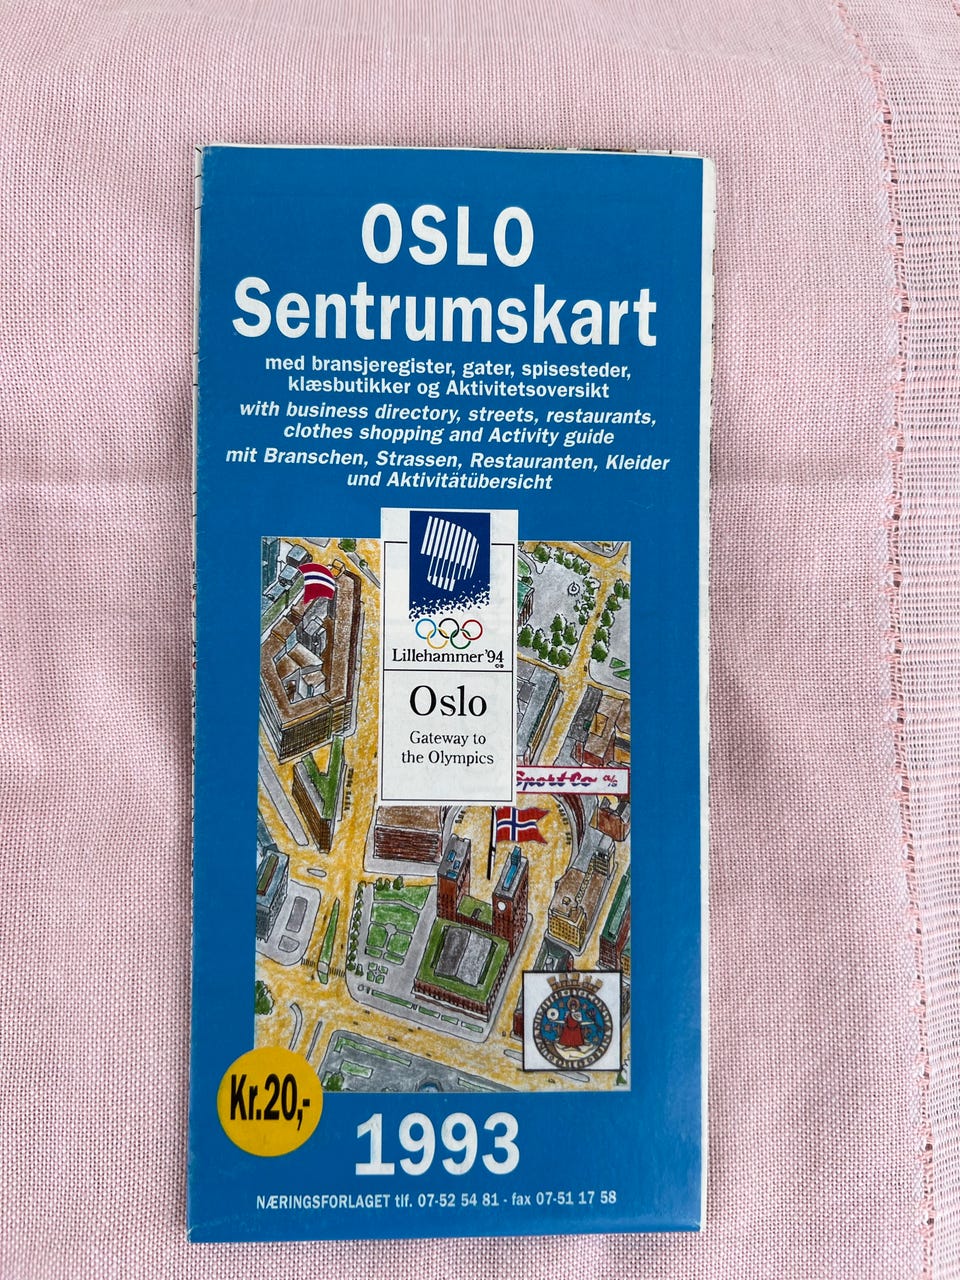 OSLO
Sentrumskart
med bransjeregister, gater, spisesteder,
klæsbutikker og Aktivitetsoversikt
with business directory, streets, restaurants,
clothes shopping and Activity guide
mit Branschen, Strassen, Restauranten, Kleider
und Aktivitätübersicht
Lillehammer'94
Oslo
Gateway to
the Olympics
Sport Co a/s
Kr.20,-
1993
NÆRINGSFORLAGET tlf. 07-52 54 81 - fax 07-51 17 58